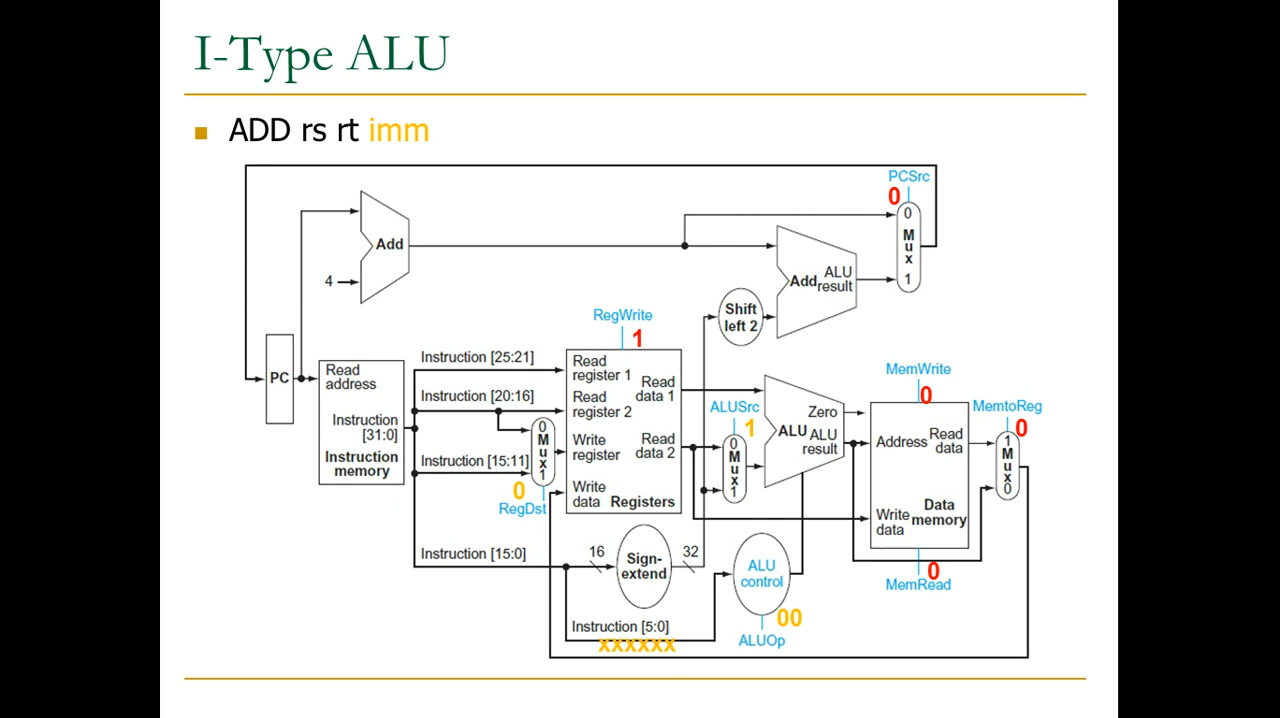 I-Type ALU
ADD rs rt imm
PCSrc
0
0
Mux
1
Add
4
Add ALU result
Shift left 2
RegWrite
1
PC
Read address
Instruction [31:0]
Instruction memory
Instruction [25:21]
Instruction [20:16]
Instruction [15:11]
0
Mux
1
0
RegDst
Read register 1
Read register 2
Write register
Write data
Read data 1
Read data 2
Registers
ALUSrc
1
0
Mux
1
Zero
ALU
ALU result
MemWrite
0
Address
Read data
Write data
Data memory
MemtoReg
0
1
Mux
0
0
MemRead
Instruction [15:0]
16
Sign-extend
32
ALU control
00
ALUOp
Instruction [5:0]
xxxxxx